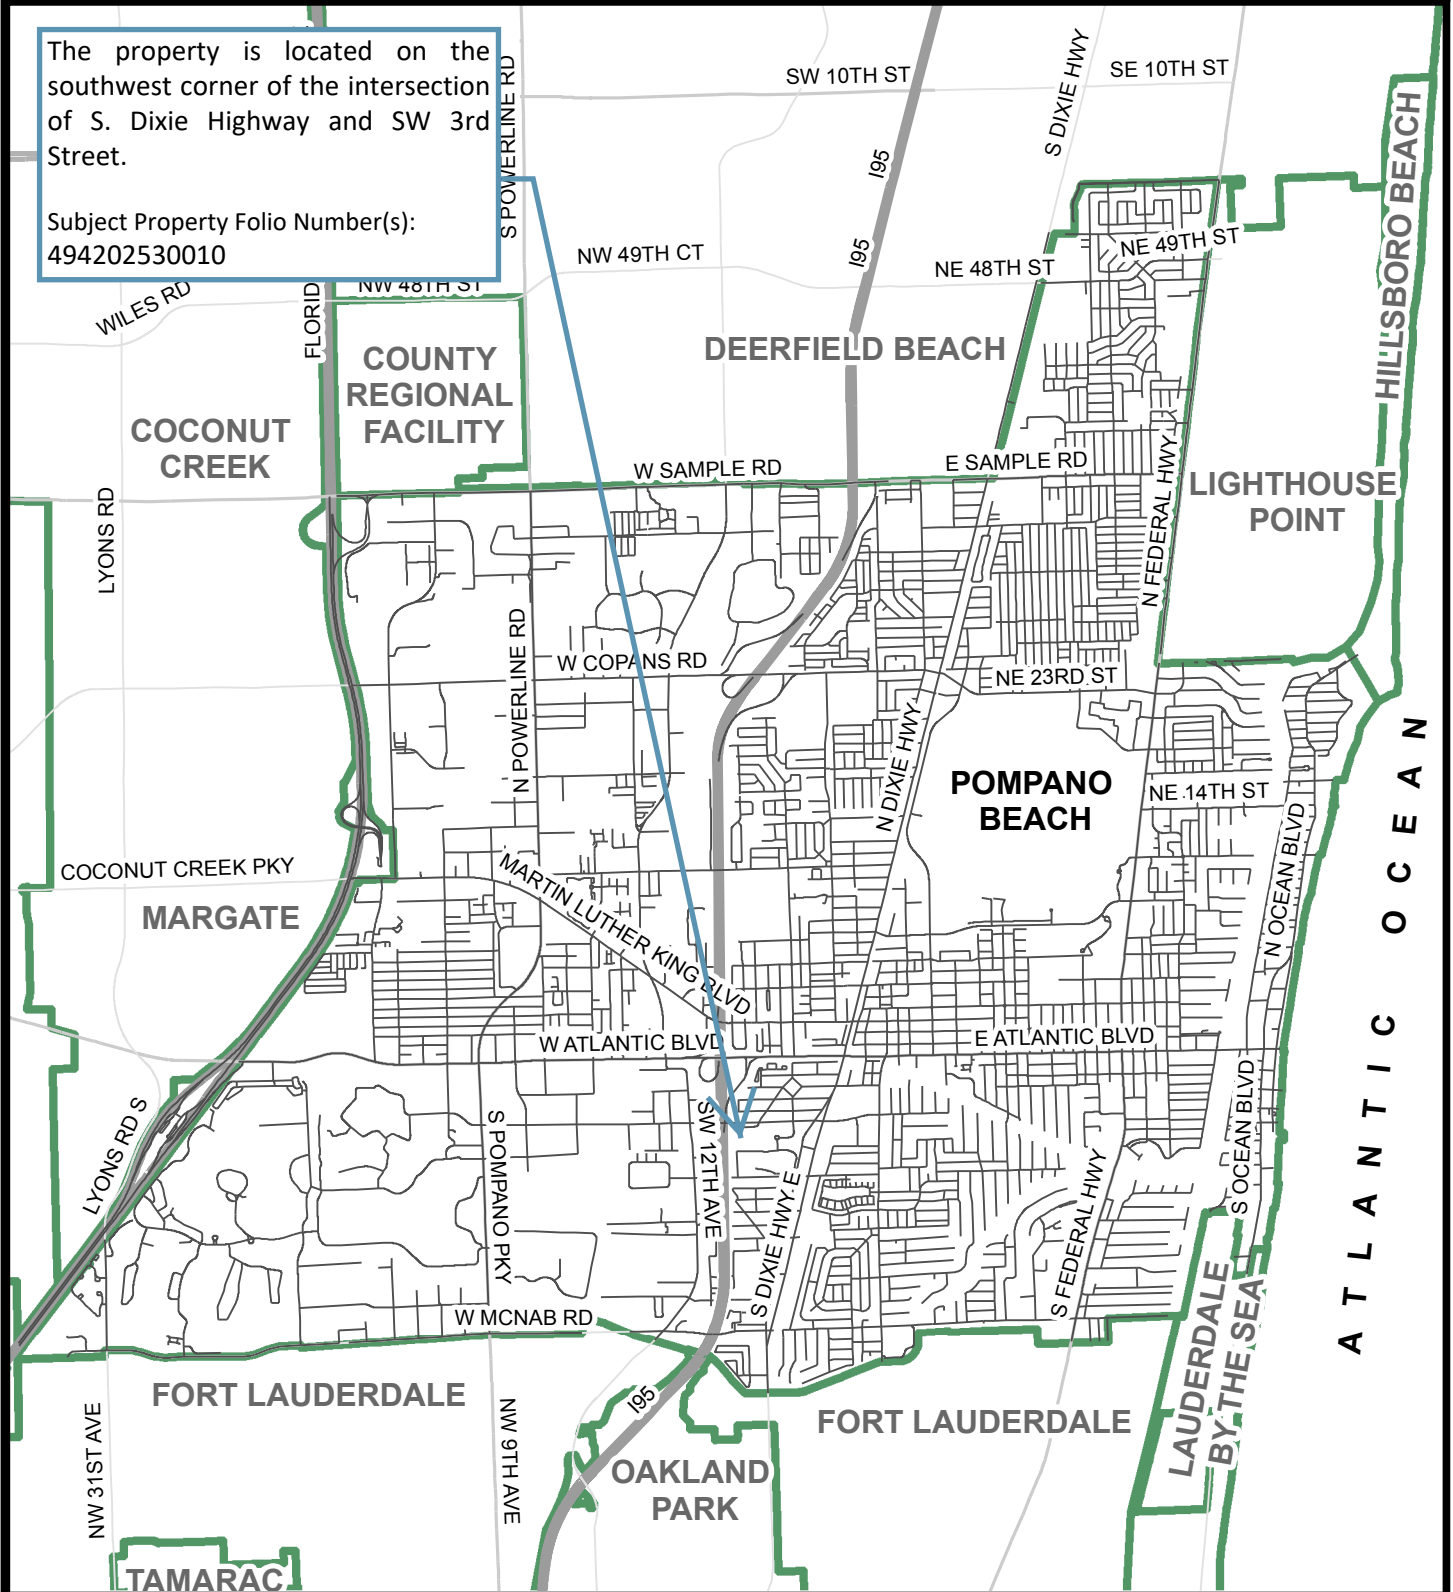 The property is located on the
southwest corner of the intersection
of S. Dixie Highway and SW 3rd
Street.
Subject Property Folio Number(s):
494202530010
S POWERLINE RD
SW 10TH ST
SE 10TH ST
S DIXIE HWY
I95
HILLSBORO BEACH
NW 49TH CT
I95
NE 48TH ST
NE 49TH ST
WILES RD
NW 48TH ST
FLORID
DEERFIELD BEACH
COUNTY
REGIONAL
FACILITY
COCONUT
CREEK
W SAMPLE RD
E SAMPLE RD
LIGHTHOUSE
POINT
LYONS RD
N FEDERAL HWY
N POWERLINE RD
W COPANS RD
NE 23RD ST
N DIXIE HWY
POMPANO
BEACH
NE 14TH ST
COCONUT CREEK PKY
MARTIN LUTHER KING BLVD
MARGATE
N OCEAN BLVD
ATLANTIC OCEAN
W ATLANTIC BLVD
E ATLANTIC BLVD
LYONS RD S
S POMPANO PKY
SW 12TH AVE
S DIXIE HWY E
S FEDERAL HWY
S OCEAN BLVD
W MCNAB RD
LAUDERDALE
BY THE SEA
FORT LAUDERDALE
I95
FORT LAUDERDALE
NW 31ST AVE
NW 9TH AVE
OAKLAND
PARK
TAMARAC